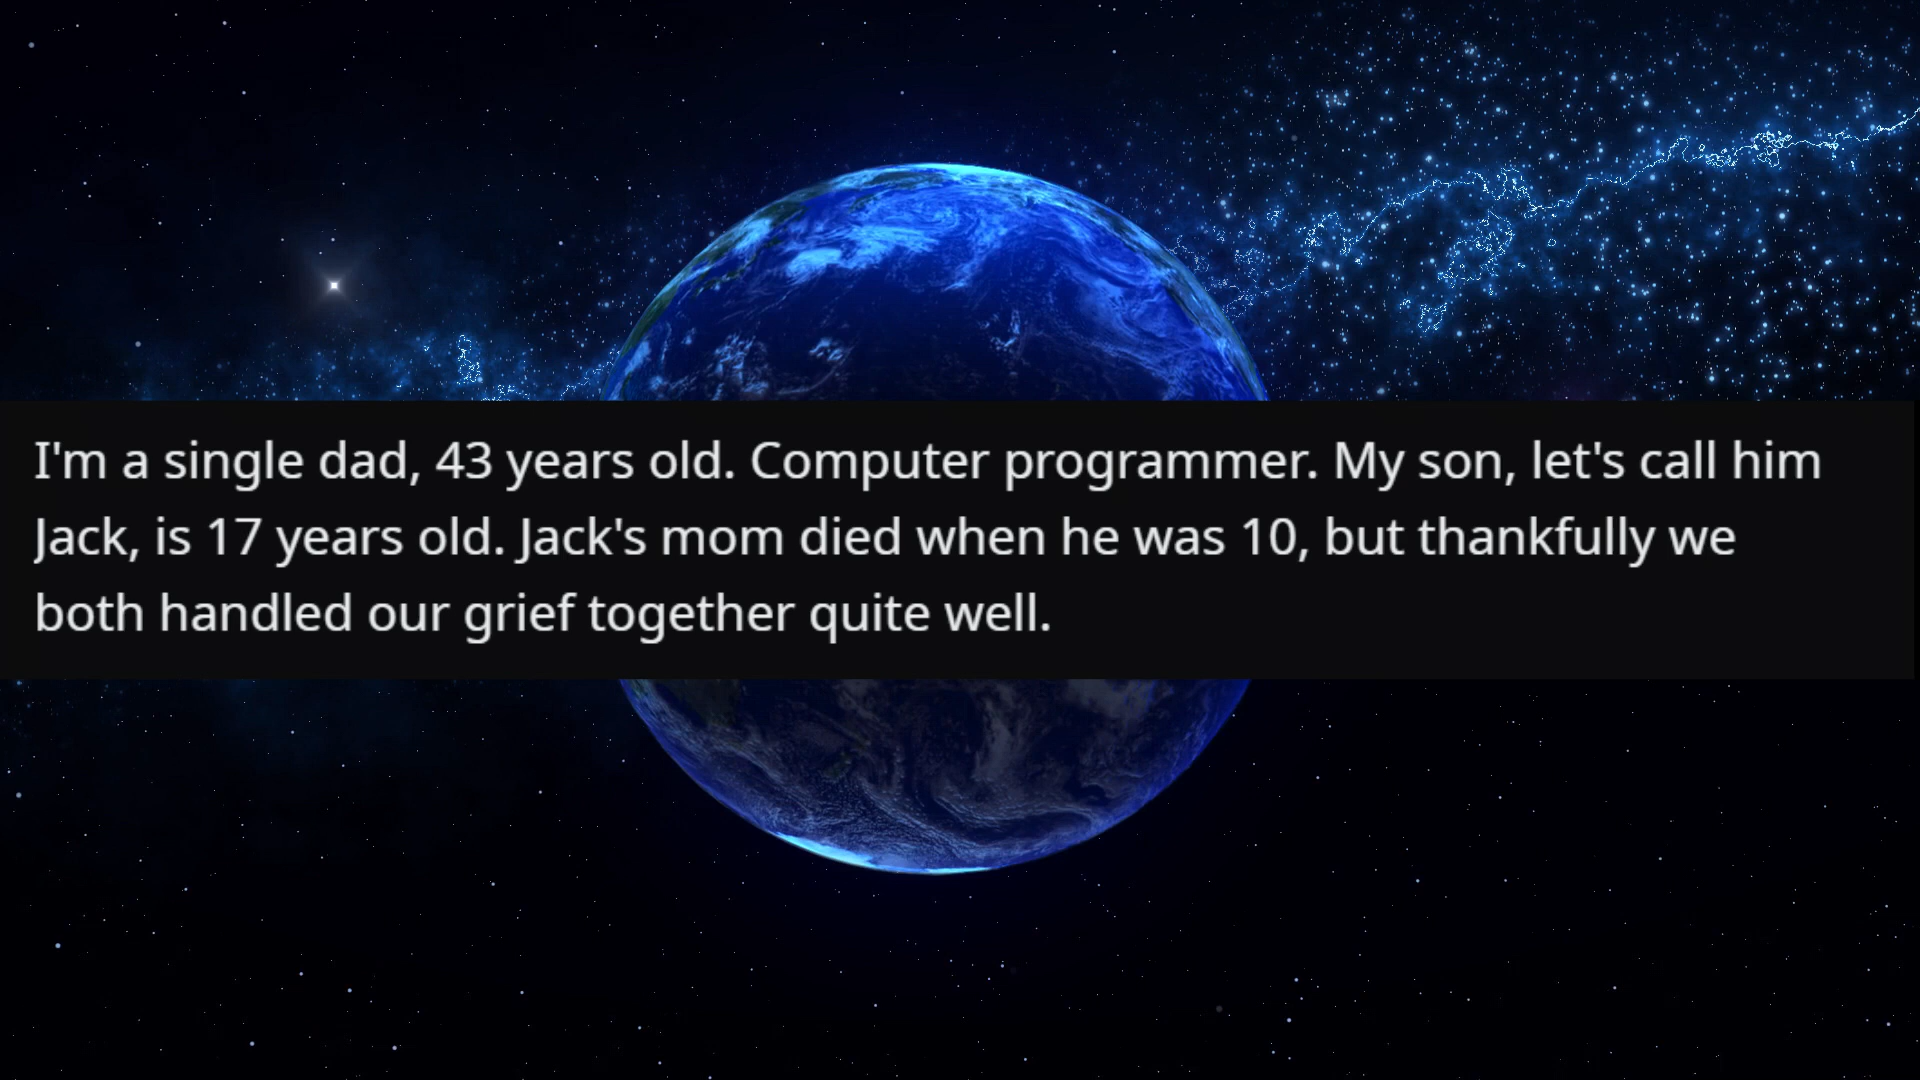 I'm a single dad, 43 years old. Computer programmer. My son, let's call him
Jack, is 17 years old. Jack's mom died when he was 10, but thankfully we
both handled our grief together quite well.